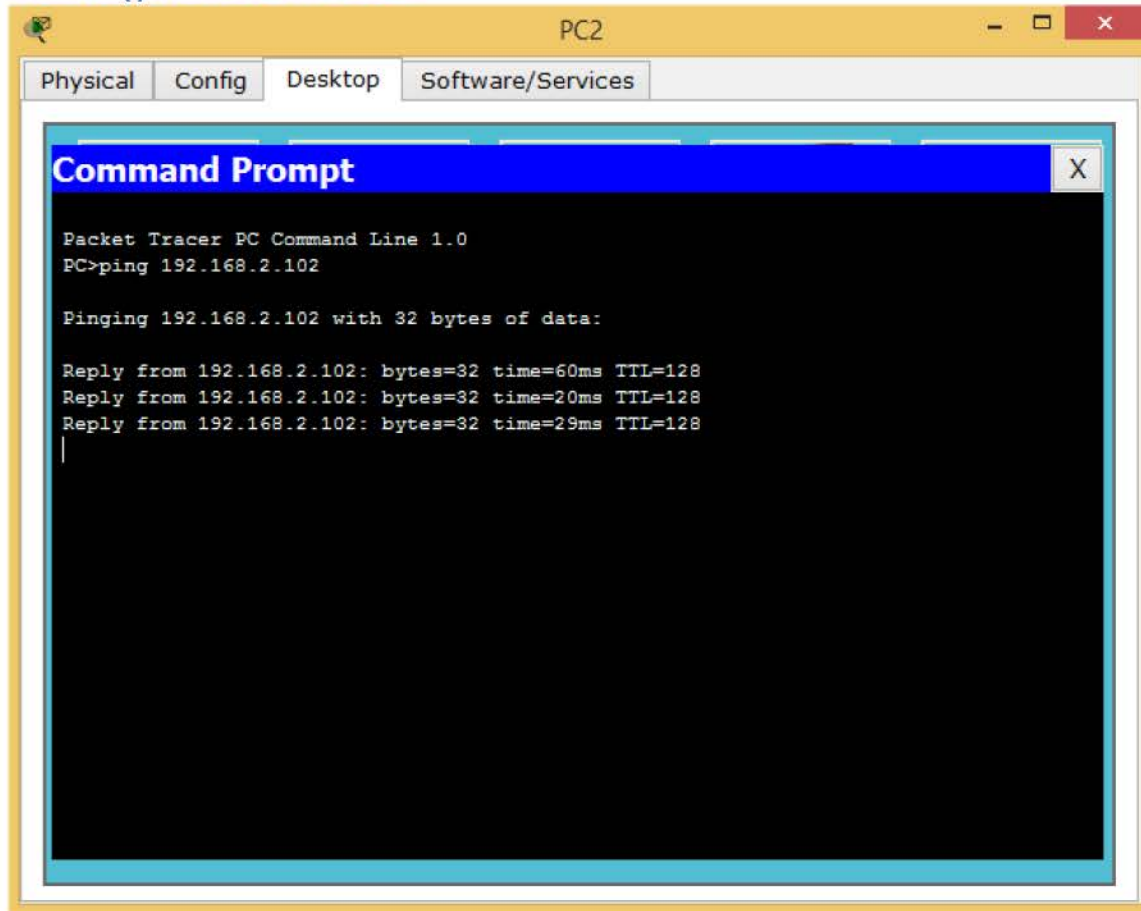 PC2
Physical Config Desktop Software/Services
Command Prompt
X
Packet Tracer PC Command Line 1.0
PC>ping 192.168.2.102
Pinging 192.168.2.102 with 32 bytes of data:
Reply from 192.168.2.102: bytes=32 time=60ms TTL=128
Reply from 192.168.2.102: bytes=32 time=20ms TTL=128
Reply from 192.168.2.102: bytes=32 time=29ms TTL=128